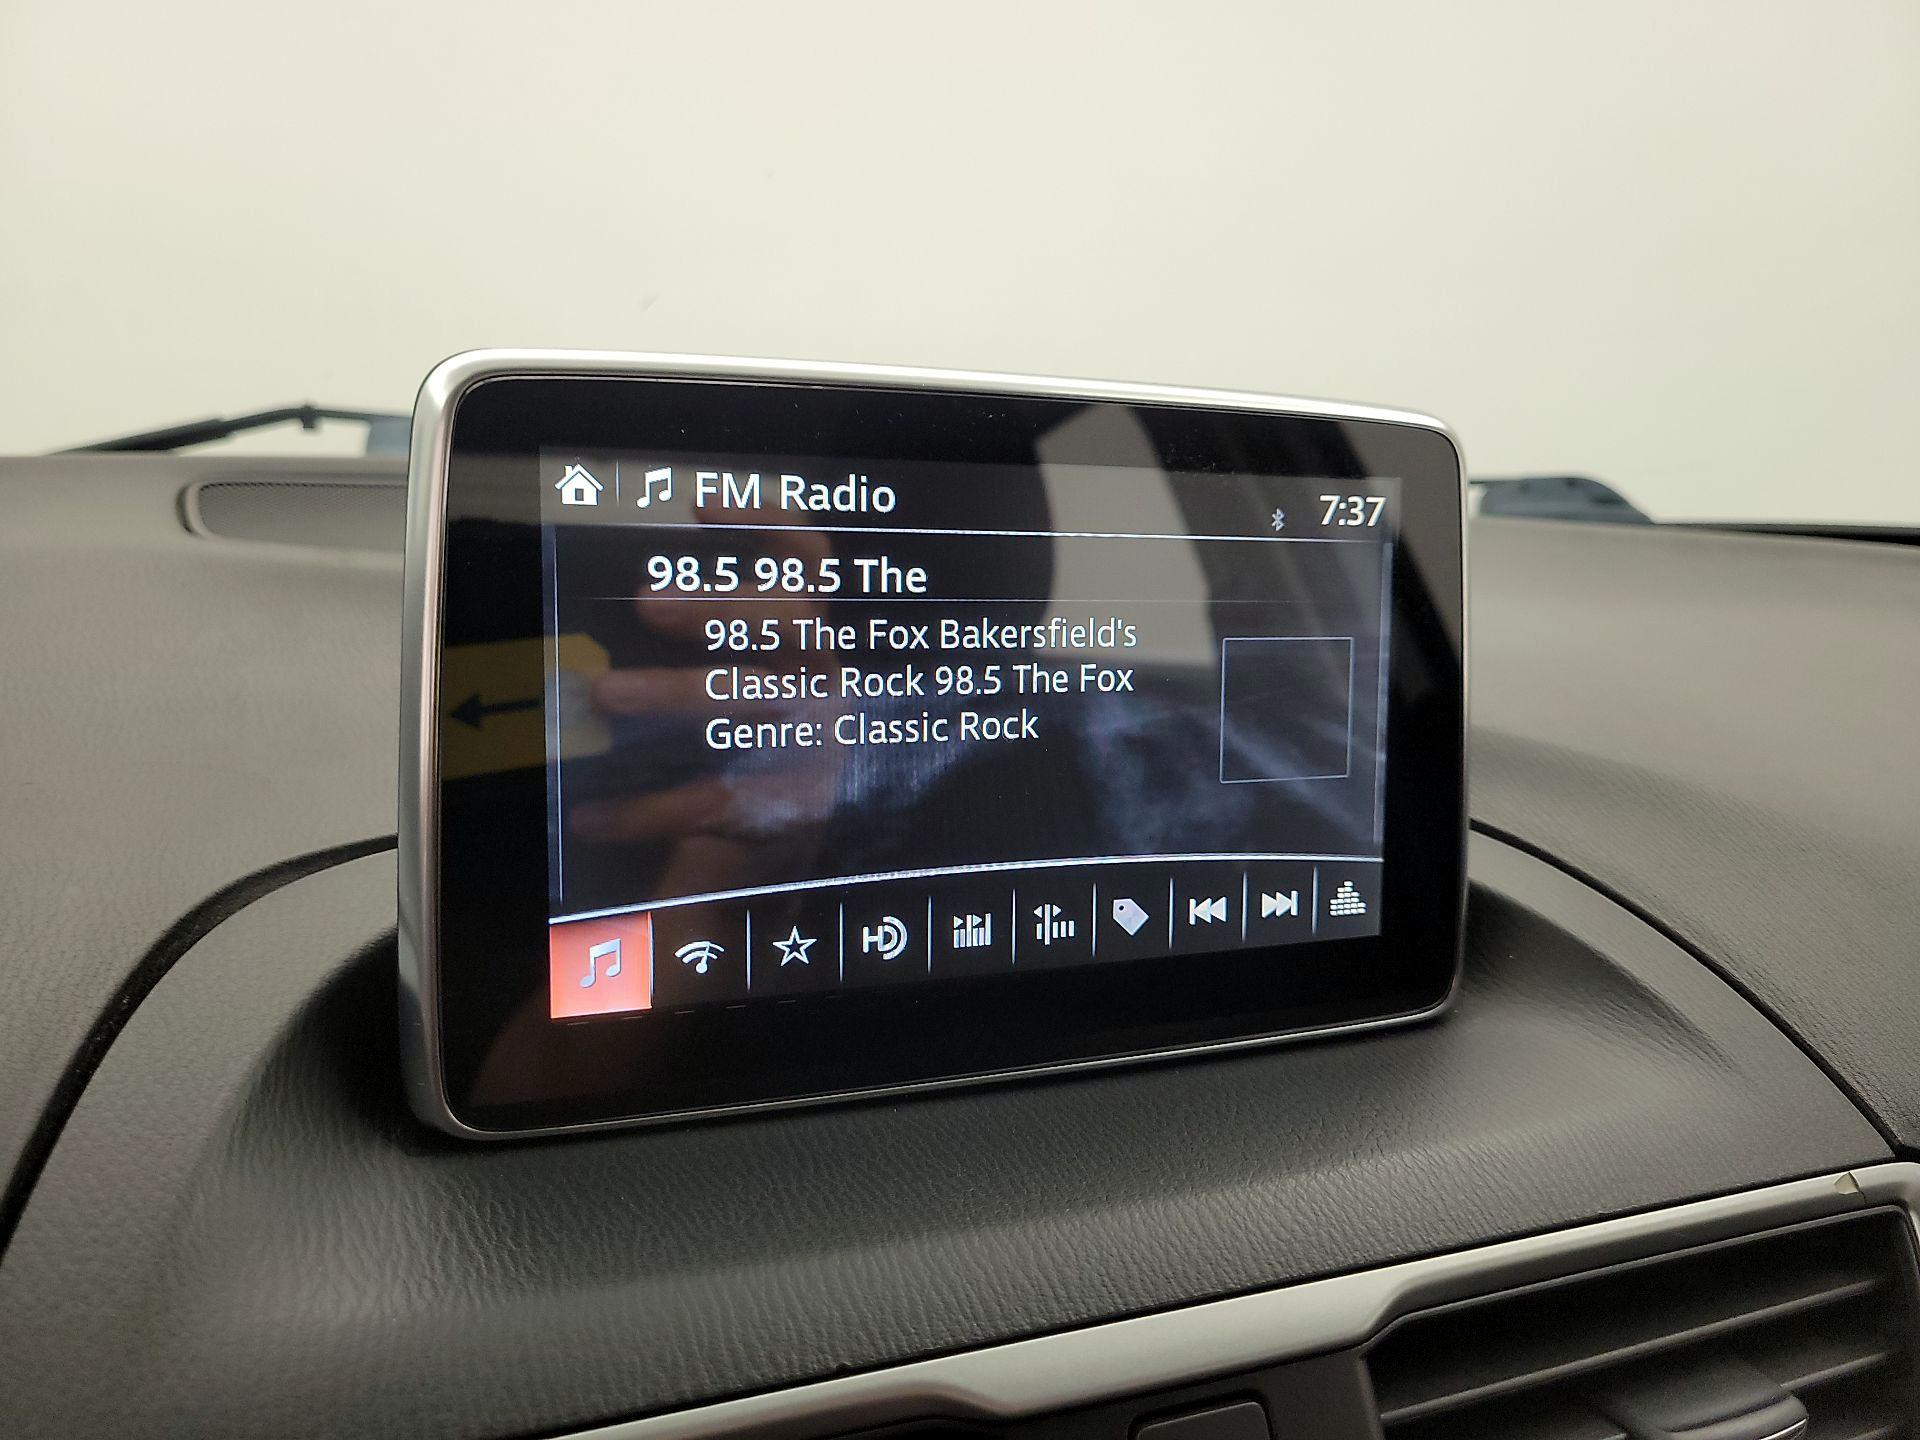 FM Radio
7:37
98.5 98.5 The
98.5 The Fox Bakersfield's
Classic Rock 98.5 The Fox
Genre: Classic Rock
HD